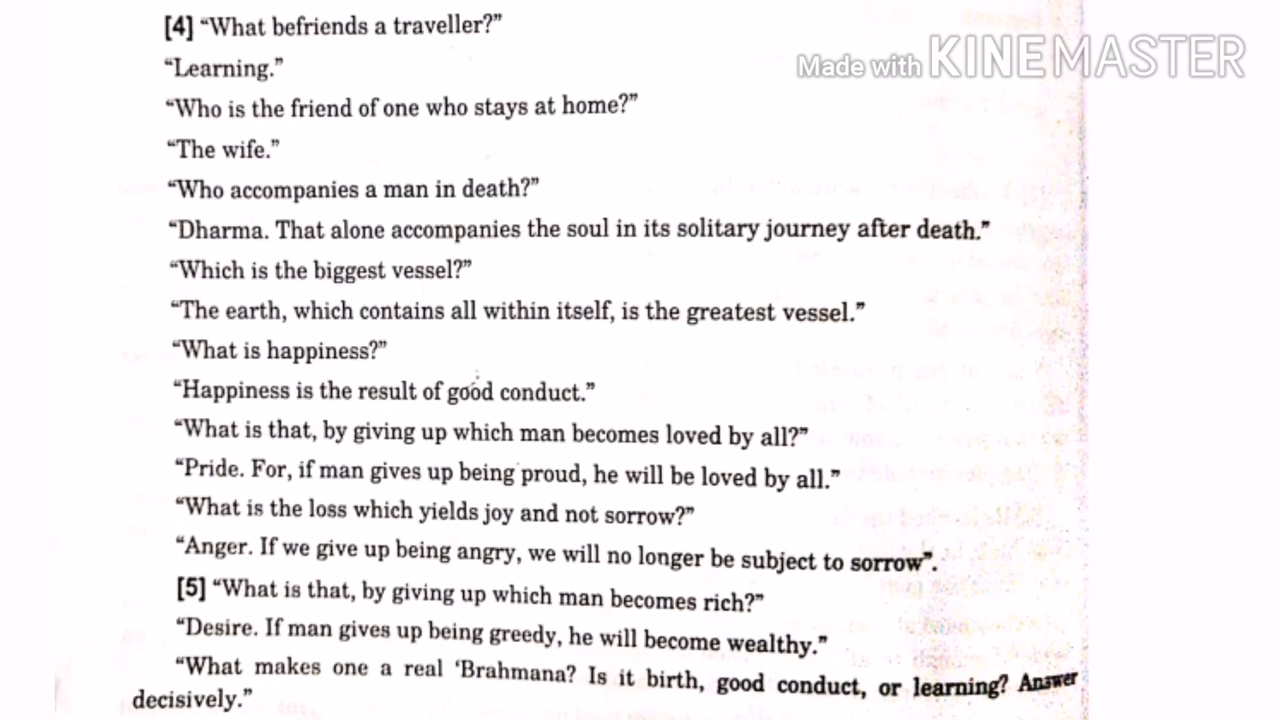 [4] “What befriends a traveller?”
Made with KINEMASTER
“Learning.”
“Who is the friend of one who stays at home?”
“The wife.”
“Who accompanies a man in death?”
“Dharma. That alone accompanies the soul in its solitary journey after death.”
“Which is the biggest vessel?”
“The earth, which contains all within itself, is the greatest vessel.”
“What is happiness?”
“Happiness is the result of good conduct.”
“What is that, by giving up which man becomes loved by all?”
“Pride. For, if man gives up being proud, he will be loved by all.”
“What is the loss which yields joy and not sorrow?”
“Anger. If we give up being angry, we will no longer be subject to sorrow”.
[5] “What is that, by giving up which man becomes rich?”
“Desire. If man gives up being greedy, he will become wealthy.”
“What makes one a real ‘Brahmana? Is it birth, good conduct, or learning? Answer
decisively.”